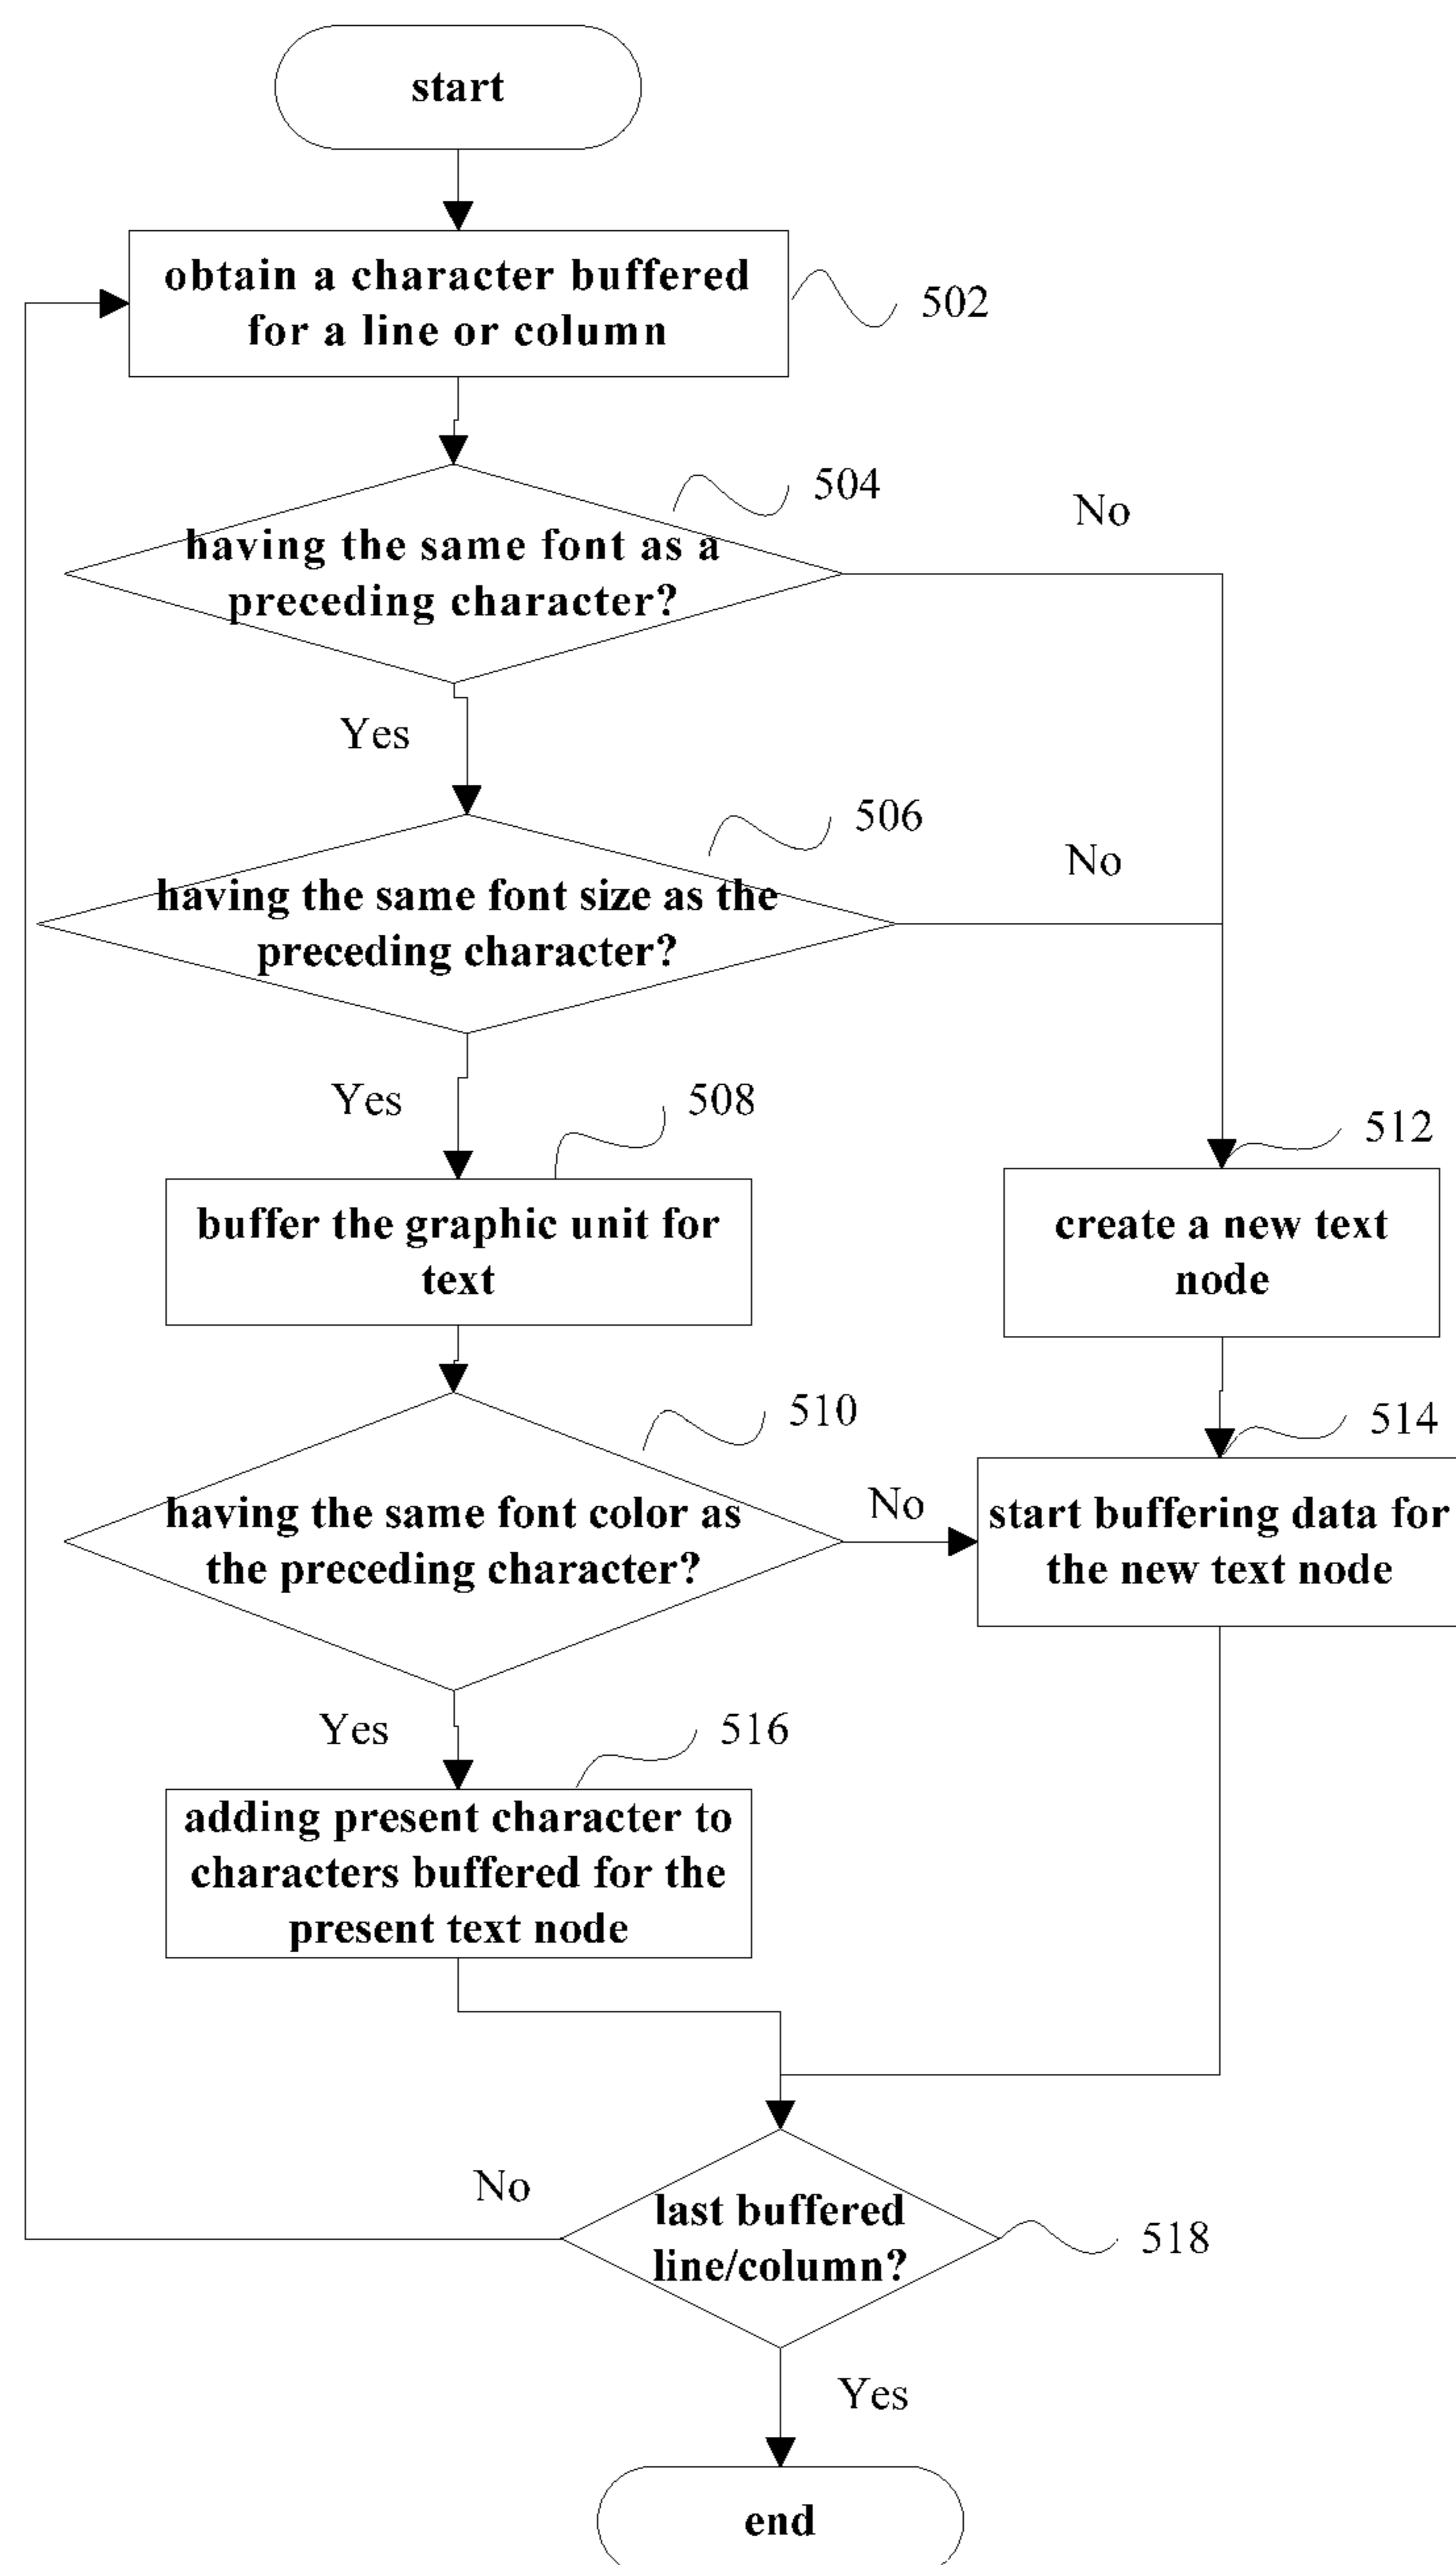 start
obtain a character buffered
for a line or column
502
504
No
having the same font as a
preceding character?
Yes
506
No
having the same font size as the
preceding character?
Yes
508
512
buffer the graphic unit for
text
create a new text
node
510
514
having the same font color as
the preceding character?
No
start buffering data for
the new text node
Yes
516
adding present character to
characters buffered for the
present text node
No
last buffered
line/column?
518
Yes
end